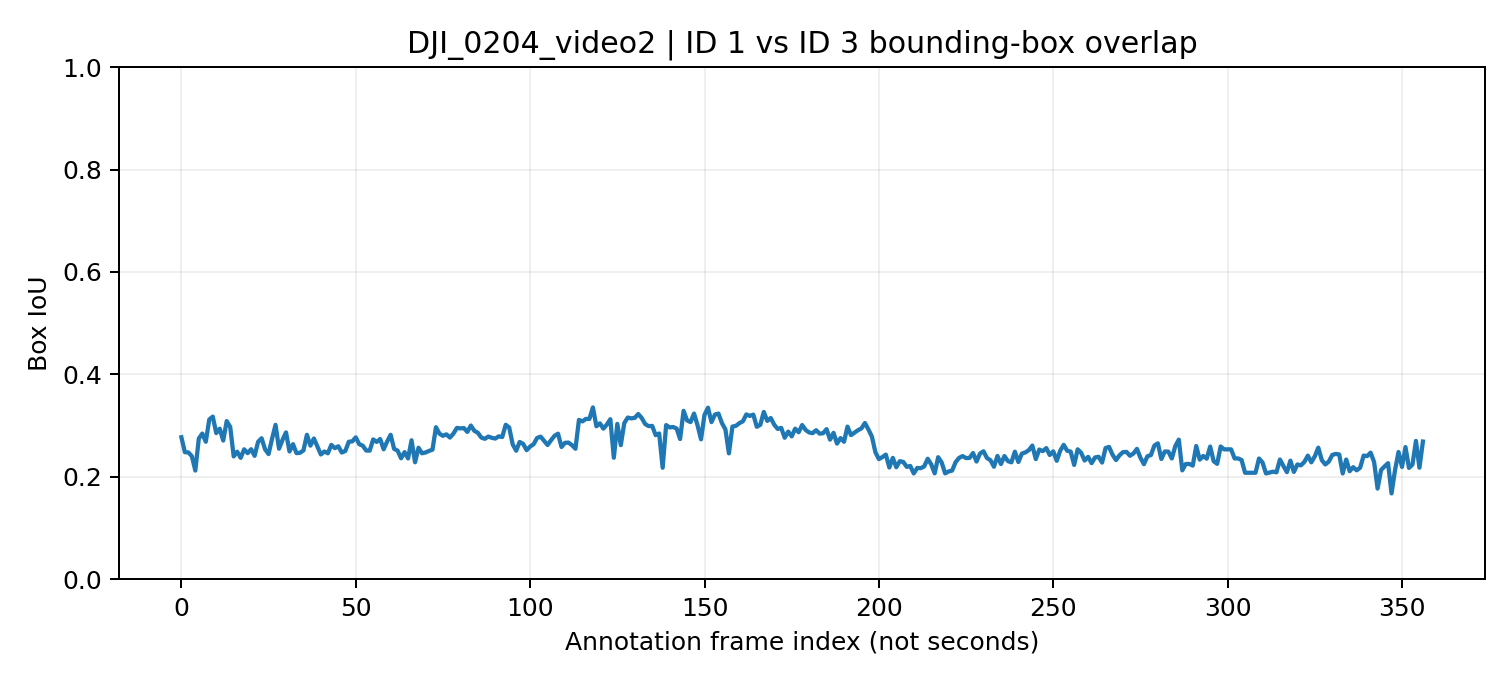 DJI_0204_video2 | ID 1 vs ID 3 bounding-box overlap
1.0
0.8
0.6
0.4
0.2
0.0
Box IoU
0 50 100 150 200 250 300 350
Annotation frame index (not seconds)